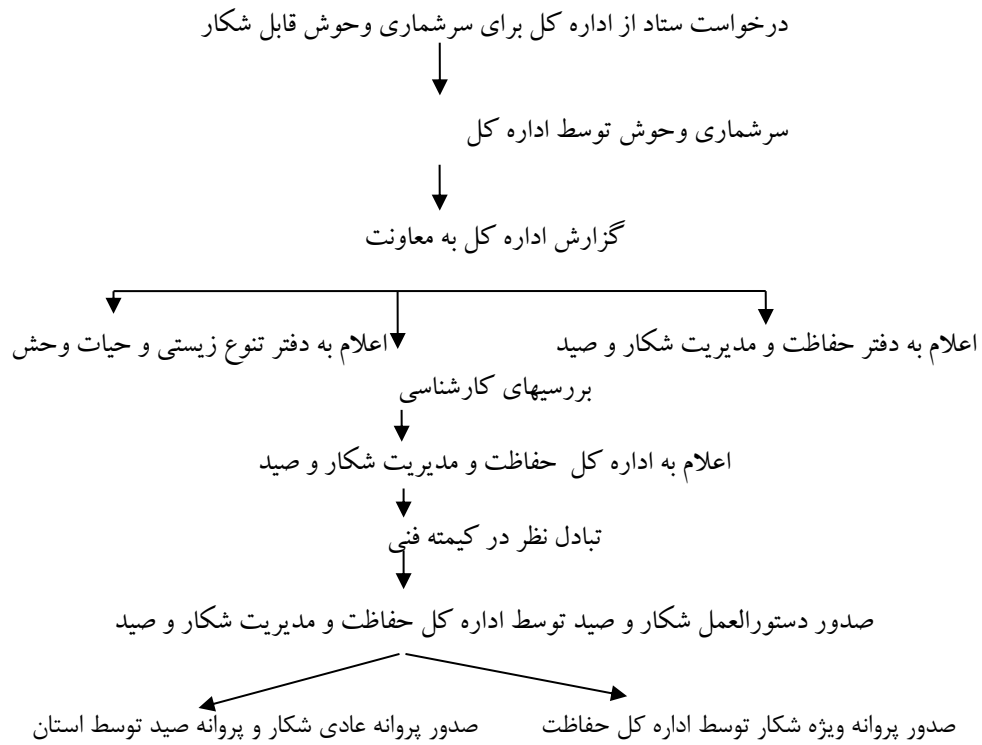 درخواست ستاد از اداره کل برای سرشماری وحوش قابل شکار
سرشماری وحوش توسط اداره کل
گزارش اداره کل به معاونت
اعلام به دفتر حفاظت و مدیریت شکار و صید
اعلام به دفتر تنوع زیستی و حیات وحش
بررسیهای کارشناسی
اعلام به اداره کل حفاظت و مدیریت شکار و صید
تبادل نظر در کیمته فنی
صدور دستورالعمل شکار و صید توسط اداره کل حفاظت و مدیریت شکار و صید
صدور پروانه ویژه شکار توسط اداره کل حفاظت
صدور پروانه عادی شکار و پروانه صید توسط استان